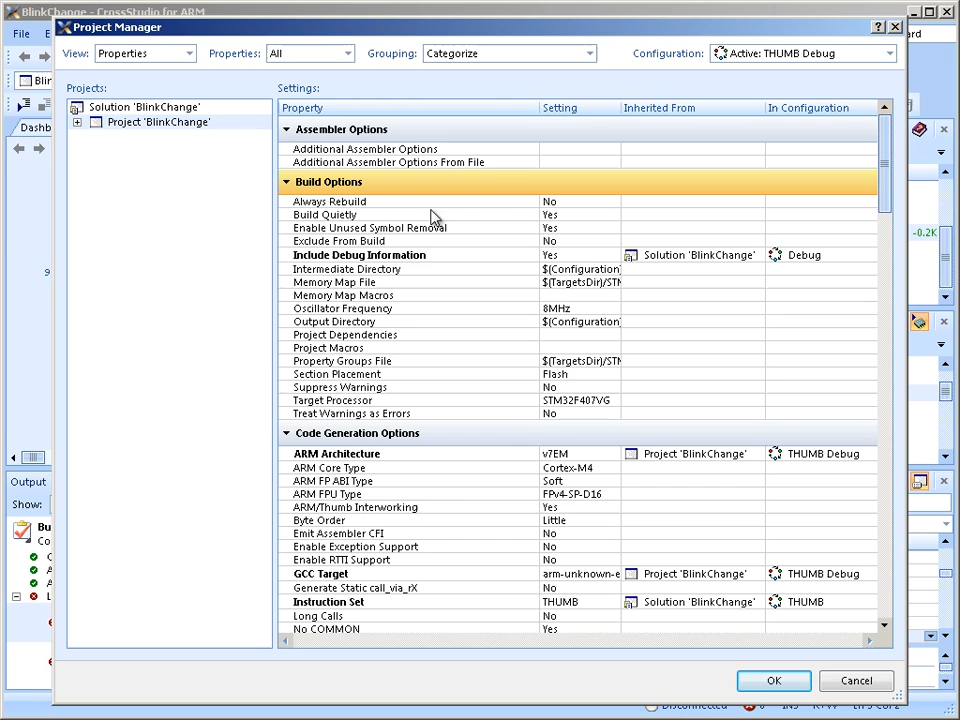 BlinkChange - CrossStudio for ARM
Project Manager
File
View: Properties Properties: All Grouping: Categorize Configuration: Active: THUMB Debug
Projects: Settings:
Solution 'BlinkChange'
Project 'BlinkChange'
Property Setting Inherited From In Configuration
Assembler Options
Additional Assembler Options
Additional Assembler Options From File
Build Options
Always Rebuild No
Build Quietly Yes
Enable Unused Symbol Removal Yes
Exclude From Build No
Include Debug Information Yes Solution 'BlinkChange' Debug
Intermediate Directory $(Configuration)
Memory Map File $(TargetsDir)/STM
Memory Map Macros
Oscillator Frequency 8MHz
Output Directory $(Configuration)
Project Dependencies
Project Macros
Property Groups File $(TargetsDir)/STM
Section Placement Flash
Suppress Warnings No
Target Processor STM32F407VG
Treat Warnings as Errors No
Code Generation Options
ARM Architecture v7EM Project 'BlinkChange' THUMB Debug
ARM Core Type Cortex-M4
ARM FP ABI Type Soft
ARM FPU Type FPv4-SP-D16
ARM/Thumb Interworking Yes
Byte Order Little
Emit Assembler CFI No
Enable Exception Support No
Enable RTTI Support No
GCC Target arm-unknown-e Project 'BlinkChange' THUMB Debug
Generate Static call_via_rX No
Instruction Set THUMB Solution 'BlinkChange' THUMB
Long Calls No
No COMMON Yes
OK Cancel
Dashb
-0.2K
Output
Show:
Disconnected